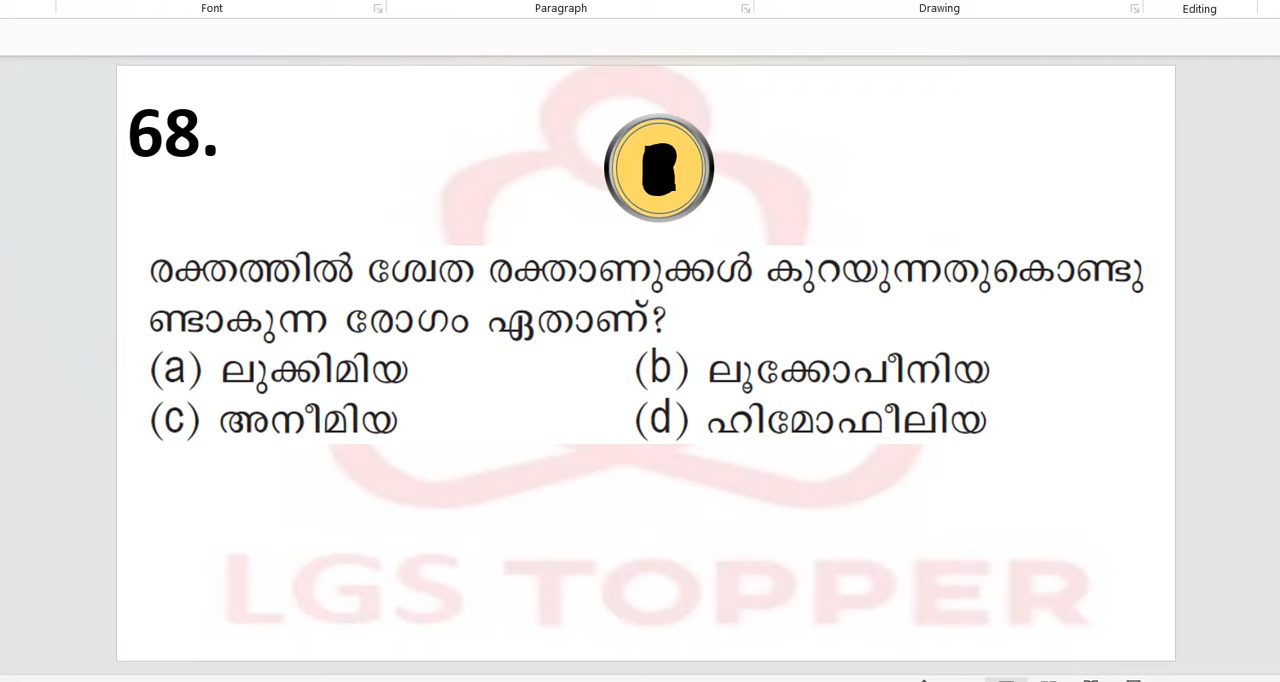 Font Paragraph Drawing Editing
68.
രക്തത്തിൽ ശ്വേത രക്താണുക്കൾ കുറയുന്നതുകൊണ്ടു
ണ്ടാകുന്ന രോഗം ഏതാണ്?
(a) ലുക്കിമിയ (b) ലൂക്കോപീനിയ
(c) അനീമിയ (d) ഹിമോഫീലിയ
LGS TOPPER